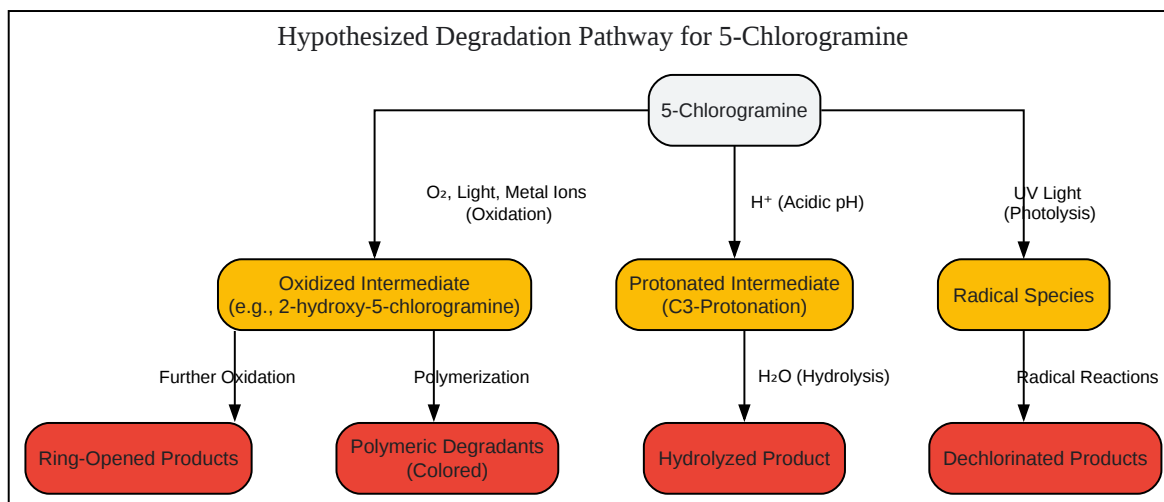 Hypothesized Degradation Pathway for 5-Chlorogramine
5-Chlorogramine
O₂, Light, Metal Ions
(Oxidation)
H⁺ (Acidic pH)
UV Light
(Photolysis)
Oxidized Intermediate
(e.g., 2-hydroxy-5-chlorogramine)
Protonated Intermediate
(C3-Protonation)
Radical Species
Further Oxidation
Polymerization
H₂O (Hydrolysis)
Radical Reactions
Ring-Opened Products
Polymeric Degradants
(Colored)
Hydrolyzed Product
Dechlorinated Products